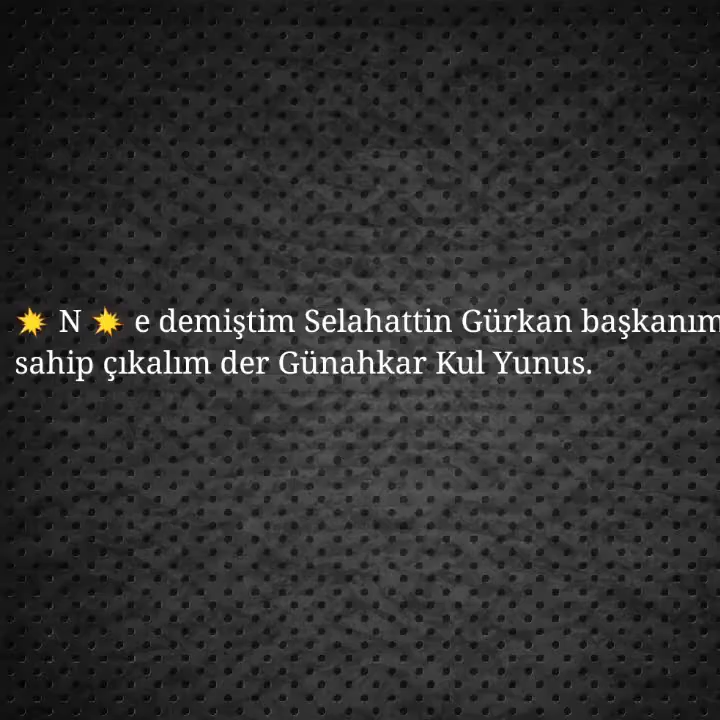 💥 N 💥 e demiştim Selahattin Gürkan başkanım
sahip çıkalım der Günahkar Kul Yunus.